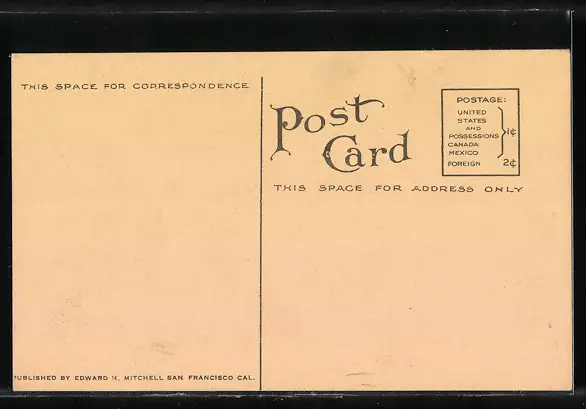 THIS SPACE FOR CORRESPONDENCE
Post
Card
POSTAGE:
UNITED
STATES
AND
POSSESSIONS
CANADA
MEXICO
1¢
FOREIGN 2¢
THIS SPACE FOR ADDRESS ONLY
PUBLISHED BY EDWARD H. MITCHELL SAN FRANCISCO CAL.